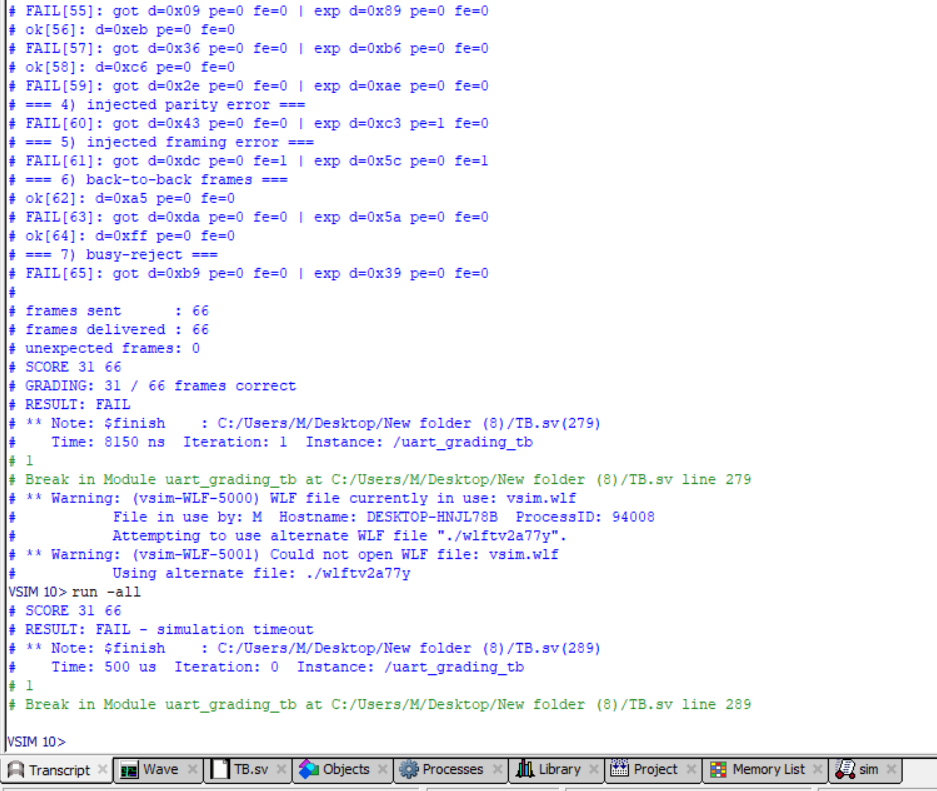 # FAIL[55]: got d=0x09 pe=0 fe=0 | exp d=0x89 pe=0 fe=0
# ok[56]: d=0xeb pe=0 fe=0
# FAIL[57]: got d=0x36 pe=0 fe=0 | exp d=0xb6 pe=0 fe=0
# ok[58]: d=0xc6 pe=0 fe=0
# FAIL[59]: got d=0x2e pe=0 fe=0 | exp d=0xae pe=0 fe=0
# === 4) injected parity error ===
# FAIL[60]: got d=0x43 pe=0 fe=0 | exp d=0xc3 pe=1 fe=0
# === 5) injected framing error ===
# FAIL[61]: got d=0xdc pe=0 fe=1 | exp d=0x5c pe=0 fe=1
# === 6) back-to-back frames ===
# ok[62]: d=0xa5 pe=0 fe=0
# FAIL[63]: got d=0xda pe=0 fe=0 | exp d=0x5a pe=0 fe=0
# ok[64]: d=0xff pe=0 fe=0
# === 7) busy-reject ===
# FAIL[65]: got d=0xb9 pe=0 fe=0 | exp d=0x39 pe=0 fe=0
#
# frames sent      : 66
# frames delivered : 66
# unexpected frames: 0
# SCORE 31 66
# GRADING: 31 / 66 frames correct
# RESULT: FAIL
# ** Note: $finish    : C:/Users/M/Desktop/New folder (8)/TB.sv(279)
#    Time: 8150 ns  Iteration: 1  Instance: /uart_grading_tb
# 1
# Break in Module uart_grading_tb at C:/Users/M/Desktop/New folder (8)/TB.sv line 279
# ** Warning: (vsim-WLF-5000) WLF file currently in use: vsim.wlf
#          File in use by: M  Hostname: DESKTOP-HNJL78B  ProcessID: 94008
#          Attempting to use alternate WLF file "./wlftv2a77y".
# ** Warning: (vsim-WLF-5001) Could not open WLF file: vsim.wlf
#          Using alternate file: ./wlftv2a77y
VSIM 10> run -all
# SCORE 31 66
# RESULT: FAIL - simulation timeout
# ** Note: $finish    : C:/Users/M/Desktop/New folder (8)/TB.sv(289)
#    Time: 500 us  Iteration: 0  Instance: /uart_grading_tb
# 1
# Break in Module uart_grading_tb at C:/Users/M/Desktop/New folder (8)/TB.sv line 289
VSIM 10>
Transcript Wave TB.sv Objects Processes Library Project Memory List sim